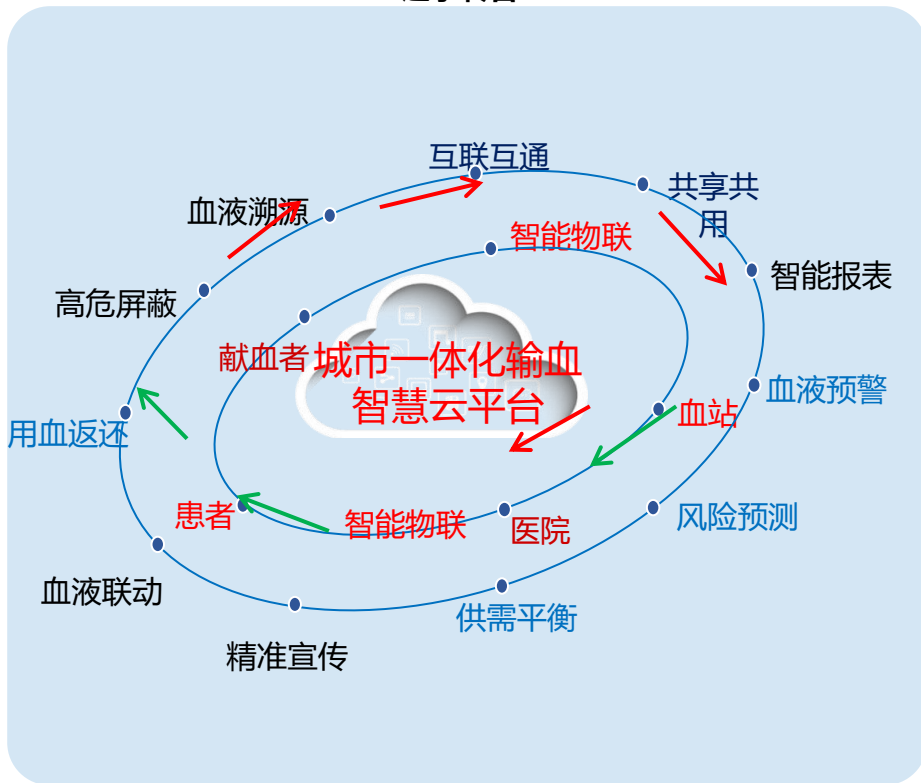 互联互通
共享共
用
血液溯源
智能物联
智能报表
高危屏蔽
献血者
城市一体化输血
智慧云平台
血液预警
血站
用血返还
患者
智能物联
医院
风险预测
血液联动
供需平衡
精准宣传